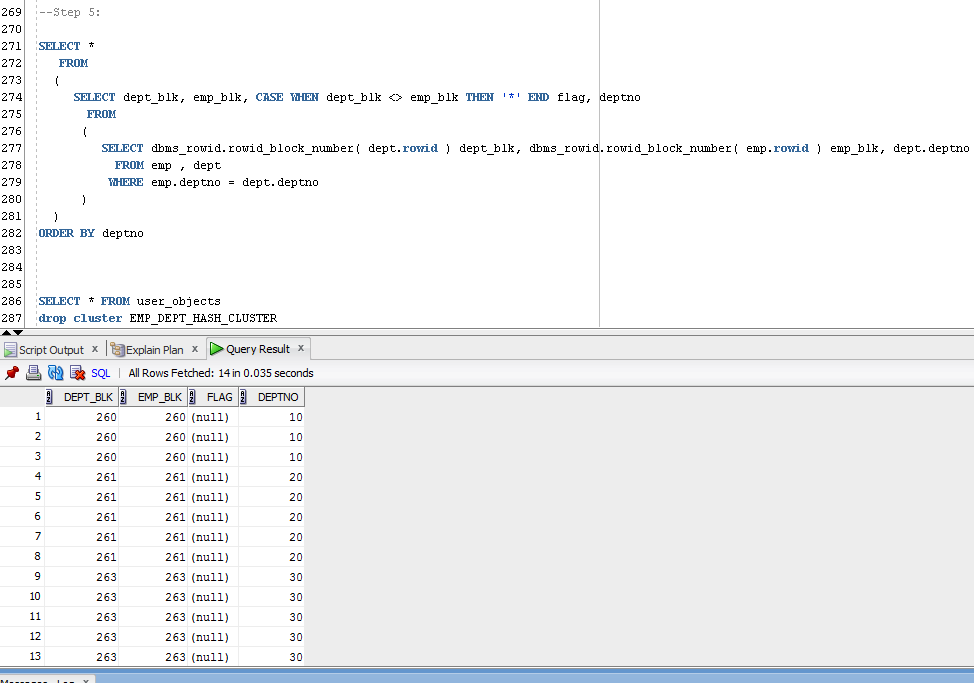 269 --Step 5:
270
271 SELECT *
272 FROM
273 (
274 SELECT dept_blk, emp_blk, CASE WHEN dept_blk <> emp_blk THEN '*' END flag, deptno
275 FROM
276 (
277 SELECT dbms_rowid.rowid_block_number( dept.rowid ) dept_blk, dbms_rowid.rowid_block_number( emp.rowid ) emp_blk, dept.deptno
278 FROM emp , dept
279 WHERE emp.deptno = dept.deptno
280 )
281 )
282 ORDER BY deptno
283
284
285
286 SELECT * FROM user_objects
287 drop cluster EMP_DEPT_HASH_CLUSTER
Script Output x Explain Plan x Query Result x
SQL | All Rows Fetched: 14 in 0.035 seconds
DEPT_BLK EMP_BLK FLAG DEPTNO
1 260 260 (null) 10
2 260 260 (null) 10
3 260 260 (null) 10
4 261 261 (null) 20
5 261 261 (null) 20
6 261 261 (null) 20
7 261 261 (null) 20
8 261 261 (null) 20
9 263 263 (null) 30
10 263 263 (null) 30
11 263 263 (null) 30
12 263 263 (null) 30
13 263 263 (null) 30